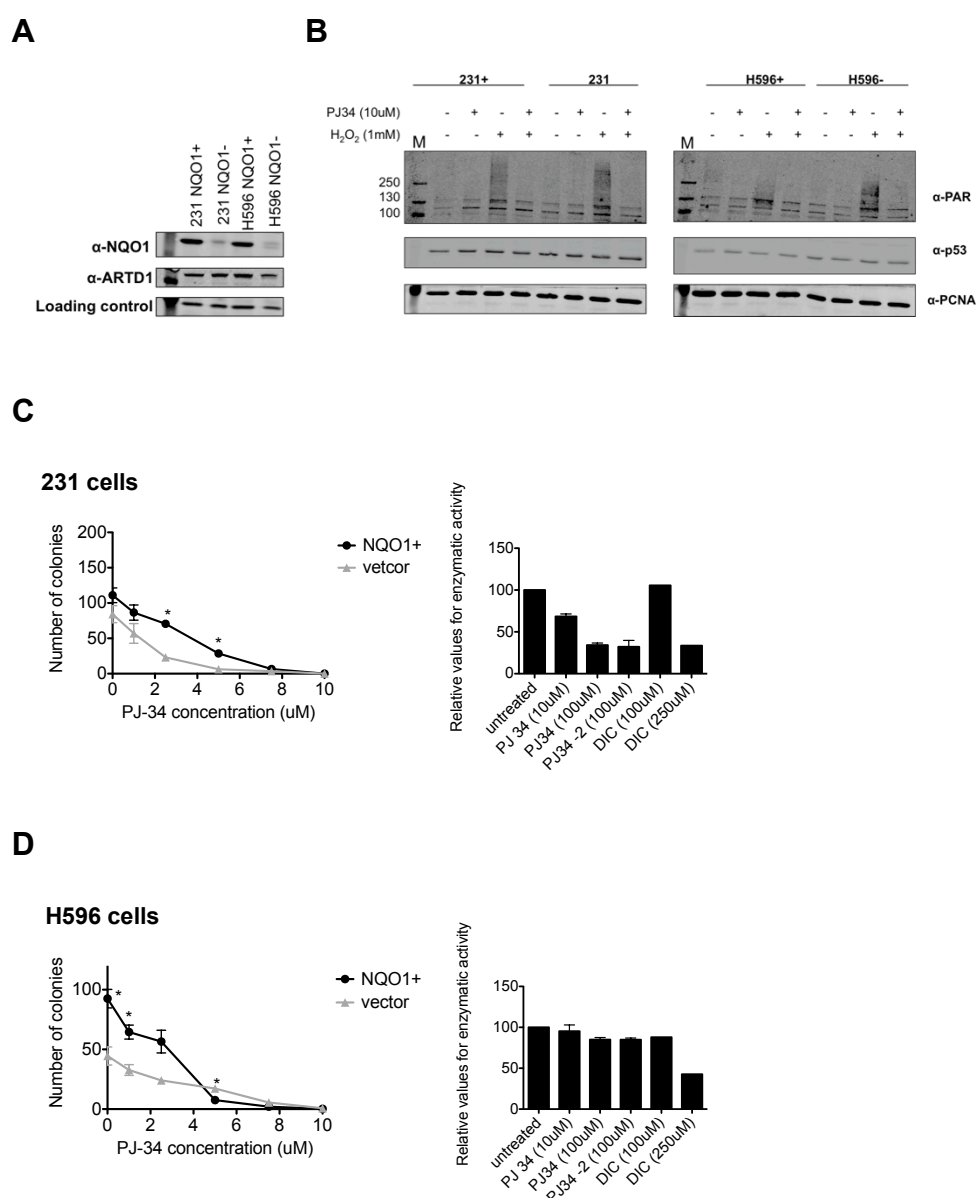 A
B
231 NQO1+
231 NQO1-
H596 NQO1+
H596 NQO1-
α-NQO1
α-ARTD1
Loading control
231+ 231 H596+ H596-
PJ34 (10uM) - + - + - + - + - + - + - + - +
H₂O₂ (1mM) - - + + - - + + - - + + - - + +
M M
250
130
100
α-PAR
α-p53
α-PCNA
C
231 cells
Number of colonies
200
150
100
50
0
0 2 4 6 8 10
PJ-34 concentration (uM)
NQO1+
vetcor
* *
Relative values for enzymatic activity
150
100
50
0
untreated
PJ 34 (10uM)
PJ34 (100uM)
PJ34 -2 (100uM)
DIC (100uM)
DIC (250uM)
D
H596 cells
Number of colonies
100
50
0
0 2 4 6 8 10
PJ-34 concentration (uM)
NQO1+
vector
* * *
Relative values for enzymatic activity
150
100
50
0
untreated
PJ 34 (10uM)
PJ34 (100uM)
PJ34 -2 (100uM)
DIC (100uM)
DIC (250uM)